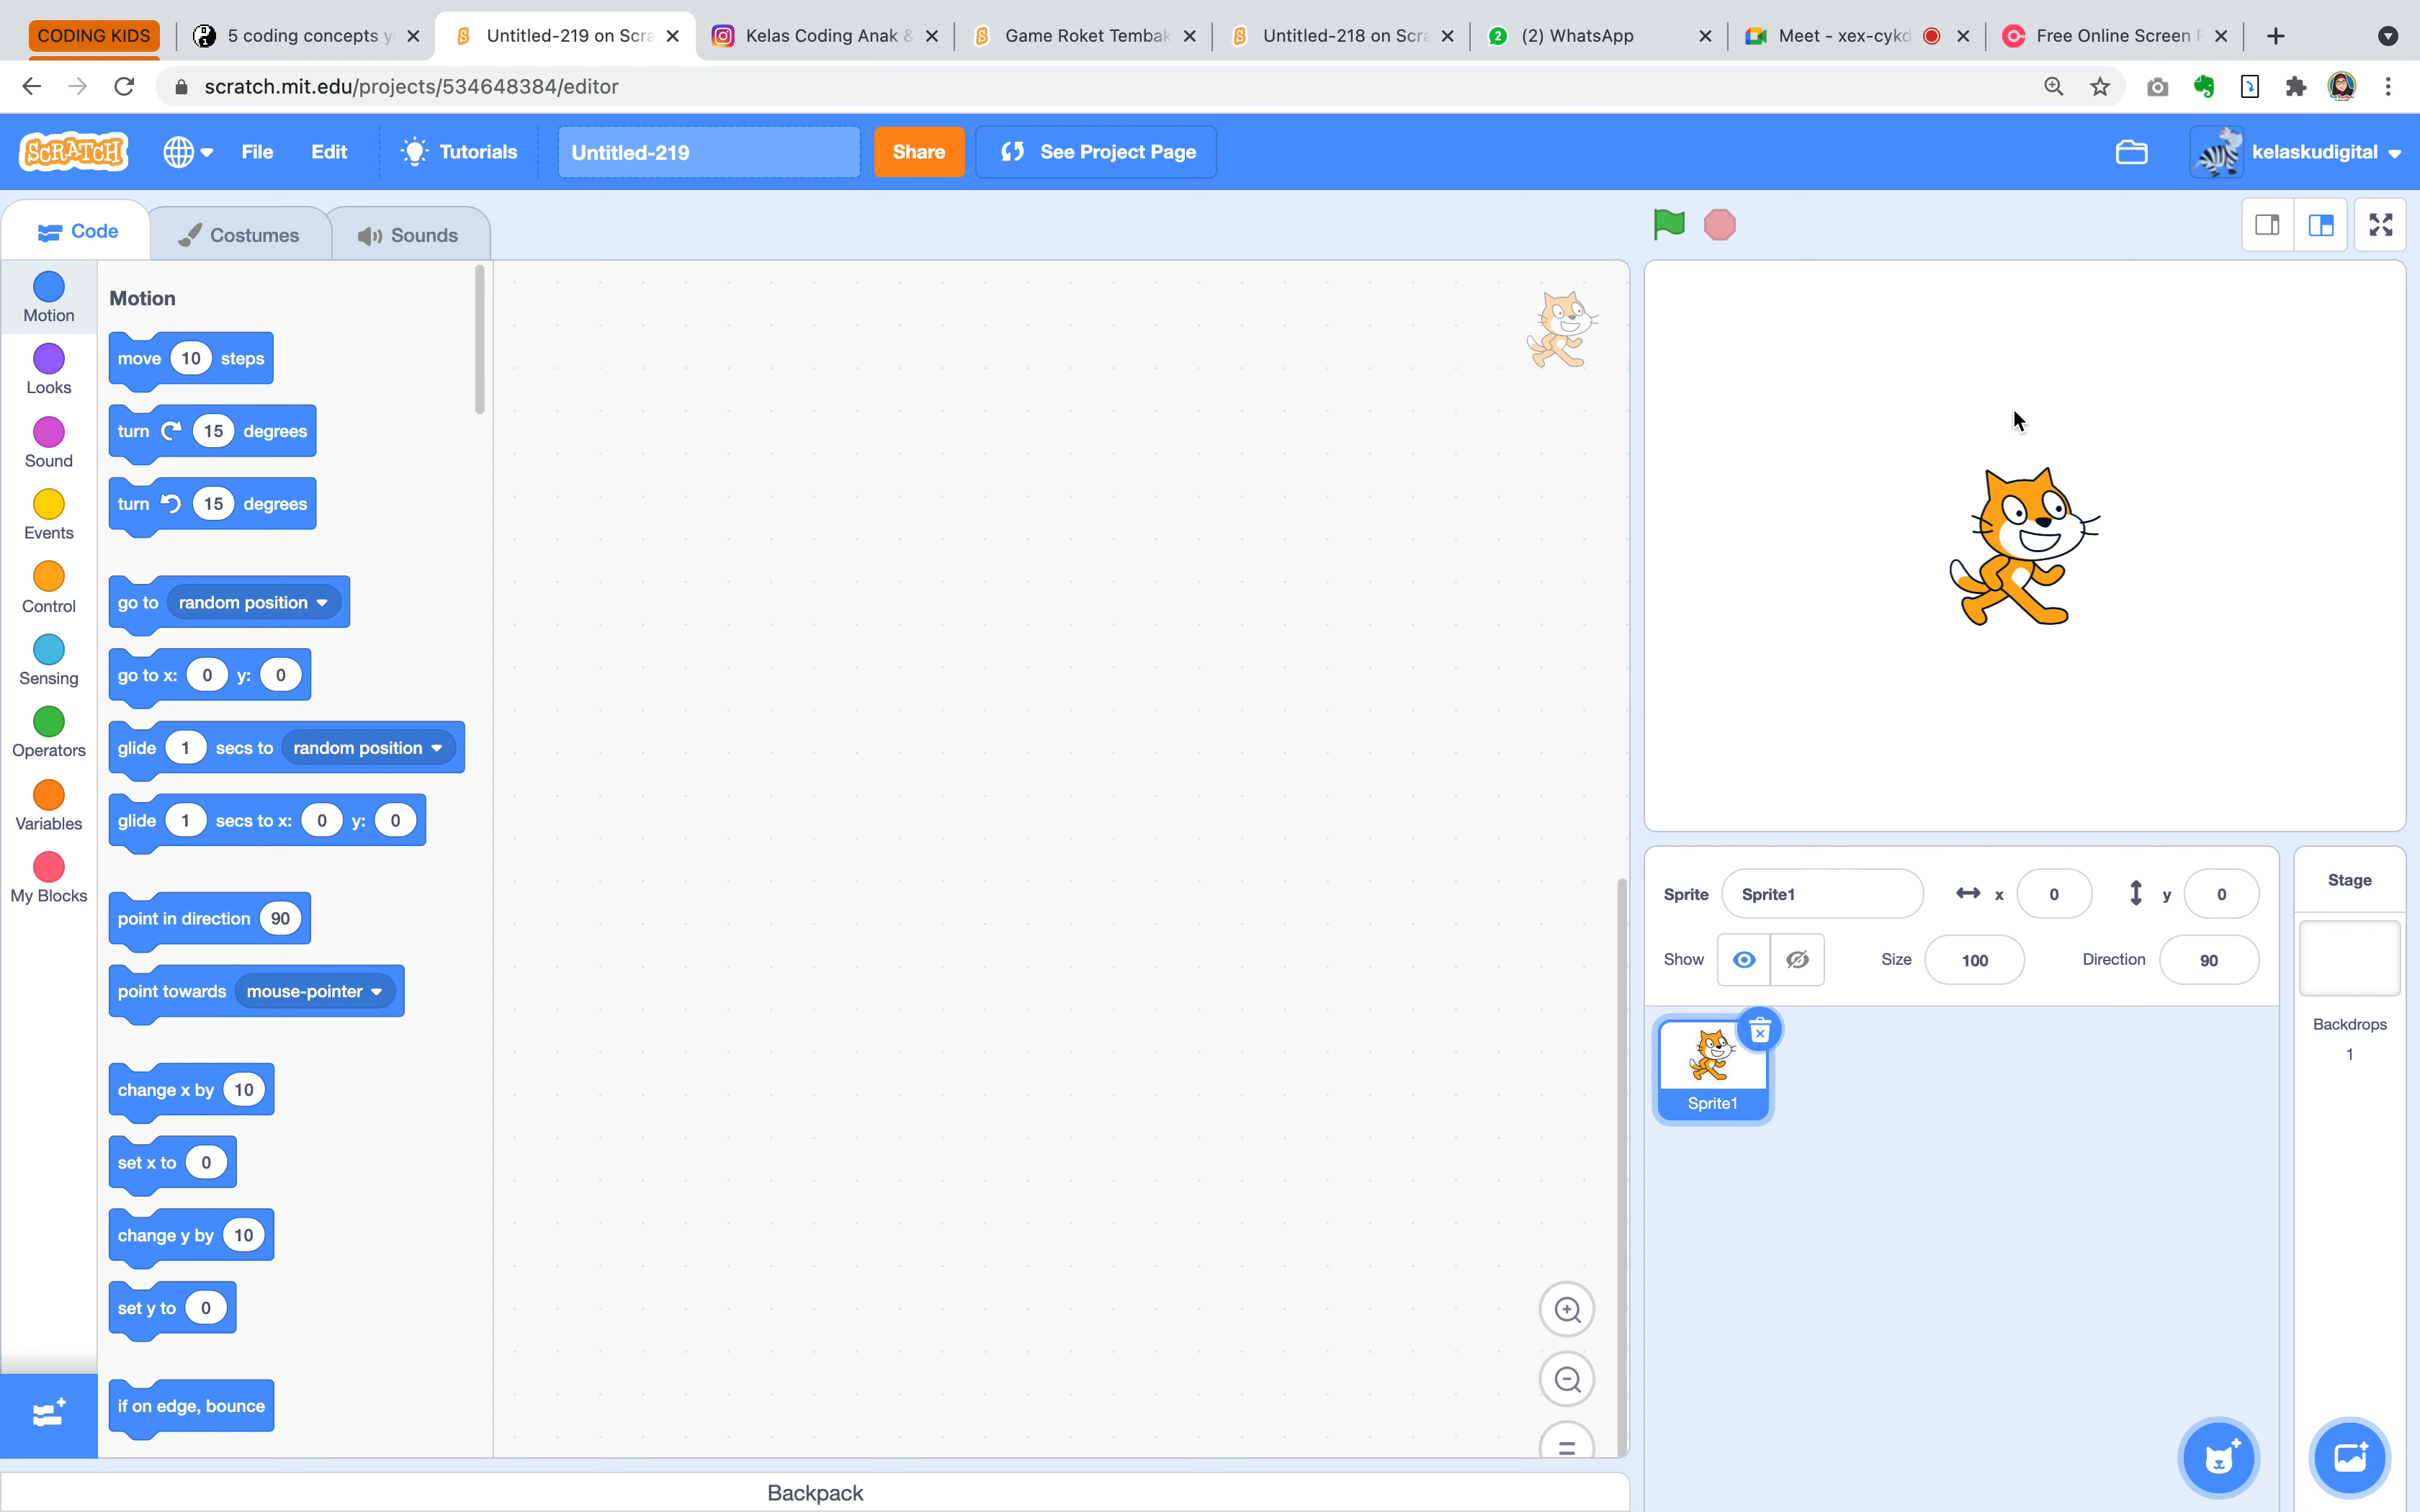 CODING KIDS
5 coding concepts y
Untitled-219 on Scra
Kelas Coding Anak &
Game Roket Tembak
Untitled-218 on Scra
2
(2) WhatsApp
Meet - xex-cykd
Free Online Screen R
scratch.mit.edu/projects/534648384/editor
SCRATCH
File
Edit
Tutorials
Untitled-219
Share
See Project Page
kelaskudigital
Code
Costumes
Sounds
Motion
Looks
Sound
Events
Control
Sensing
Operators
Variables
My Blocks
Motion
move 10 steps
turn 15 degrees
turn 15 degrees
go to random position
go to x: 0 y: 0
glide 1 secs to random position
glide 1 secs to x: 0 y: 0
point in direction 90
point towards mouse-pointer
change x by 10
set x to 0
change y by 10
set y to 0
if on edge, bounce
Sprite Sprite1 x 0 y 0
Show Size 100 Direction 90
Sprite1
Stage
Backdrops
1
Backpack